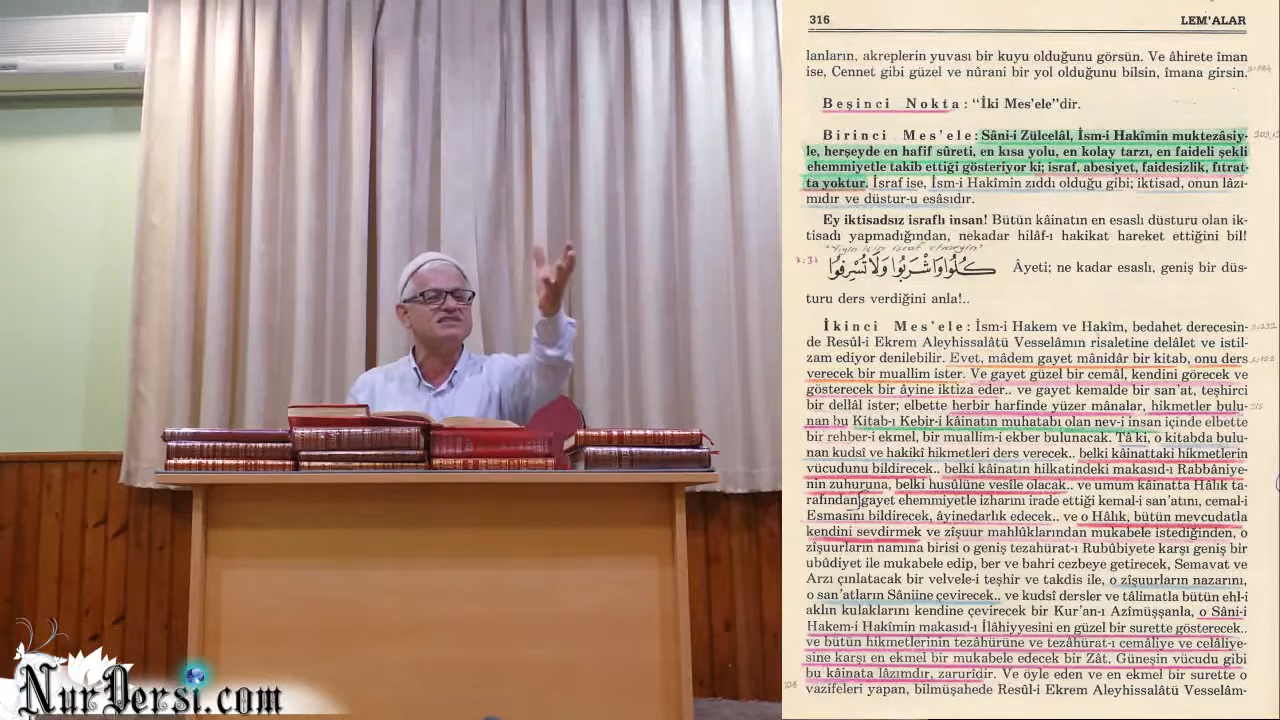 316 LEM'ALAR
lanların, akreplerin yuvası bir kuyu olduğunu görsün. Ve âhirete îman
ise, Cennet gibi güzel ve nûrani bir yol olduğunu bilsin, îmana girsin.
Beşinci Nokta: "İki Mes'ele"dir.
Birinci Mes'ele: Sâni-i Zülcelâl, İsm-i Hakîmin muktezâsiy-
le, herşeyde en hafif sûreti, en kısa yolu, en kolay tarzı, en faideli şekli
ehemmiyetle takib ettiği gösteriyor ki; israf, abesiyet, faidesizlik, fıtrat-
ta yoktur. İsraf ise, İsm-i Hakîmin zıddı olduğu gibi; iktisad, onun lâzı-
mıdır ve düstur-u esâsıdır.
Ey iktisadsız israflı insan! Bütün kâinatın en esaslı düsturu olan ik-
tisadı yapmadığından, nekadar hilâf-ı hakikat hareket ettiğini bil!
"Yiyin için israf etmeyin"
7:31 كُلُوا وَاشْرَبُوا وَلَا تُسْرِفُوا Âyeti; ne kadar esaslı, geniş bir düs-
turu ders verdiğini anla!..
İkinci Mes'ele: İsm-i Hakem ve Hakîm, bedahet derecesin-
de Resûl-i Ekrem Aleyhissalâtü Vesselâmın risaletine delâlet ve istil-
zam ediyor denilebilir. Evet, mâdem gayet mânidâr bir kitab, onu ders
verecek bir muallim ister. Ve gayet güzel bir cemâl, kendini görecek ve
gösterecek bir âyine iktiza eder.. ve gayet kemalde bir san'at, teşhirci
bir dellâl ister; elbette herbir harfinde yüzer mânalar, hikmetler bulu-
nan bu Kitab-ı Kebir-i kâinatın muhatabı olan nev-i insan içinde elbette
bir rehber-i ekmel, bir muallim-i ekber bulunacak. Tâ ki, o kitabda bulu-
nan kudsî ve hakikî hikmetleri ders verecek.. belki kâinattaki hikmetlerin
vücudunu bildirecek.. belki kâinatın hilkatindeki makasıd-ı Rabbâniye-
nin zuhuruna, belki husûlüne vesîle olacak.. ve umum kâinatta Hâlık ta-
rafından gayet ehemmiyetle izharını irade ettiği kemal-i san'atını, cemal-i
Esmasını bildirecek, âyinedarlık edecek.. ve o Hâlık, bütün mevcudatla
kendini sevdirmek ve zîşuur mahlûklarından mukabele istediğinden, o
zîşuurların namına birisi o geniş tezahürat-ı Rubûbiyete karşı geniş bir
ubûdiyet ile mukabele edip, ber ve bahri cezbeye getirecek, Semavat ve
Arzı çınlatacak bir velvele-i teşhir ve takdis ile, o zîşuurların nazarını,
o san'atların Sâniine çevirecek.. ve kudsî dersler ve tâlimatla bütün ehl-i
aklın kulaklarını kendine çevirecek bir Kur'an-ı Azîmüşşanla, o Sâni-i
Hakem-i Hakîmin makasıd-ı İlâhiyyesini en güzel bir surette gösterecek..
ve bütün hikmetlerinin tezâhürüne ve tezâhürat-ı cemâliye ve celâliye-
sine karşı en ekmel bir mukabele edecek bir Zât, Güneşin vücudu gibi
bu kâinata lâzımdır, zarurîdir. Ve öyle eden ve en ekmel bir surette o
vazifeleri yapan, bilmüşahede Resûl-i Ekrem Aleyhissalâtü Vesselâm-
NurDersi.com